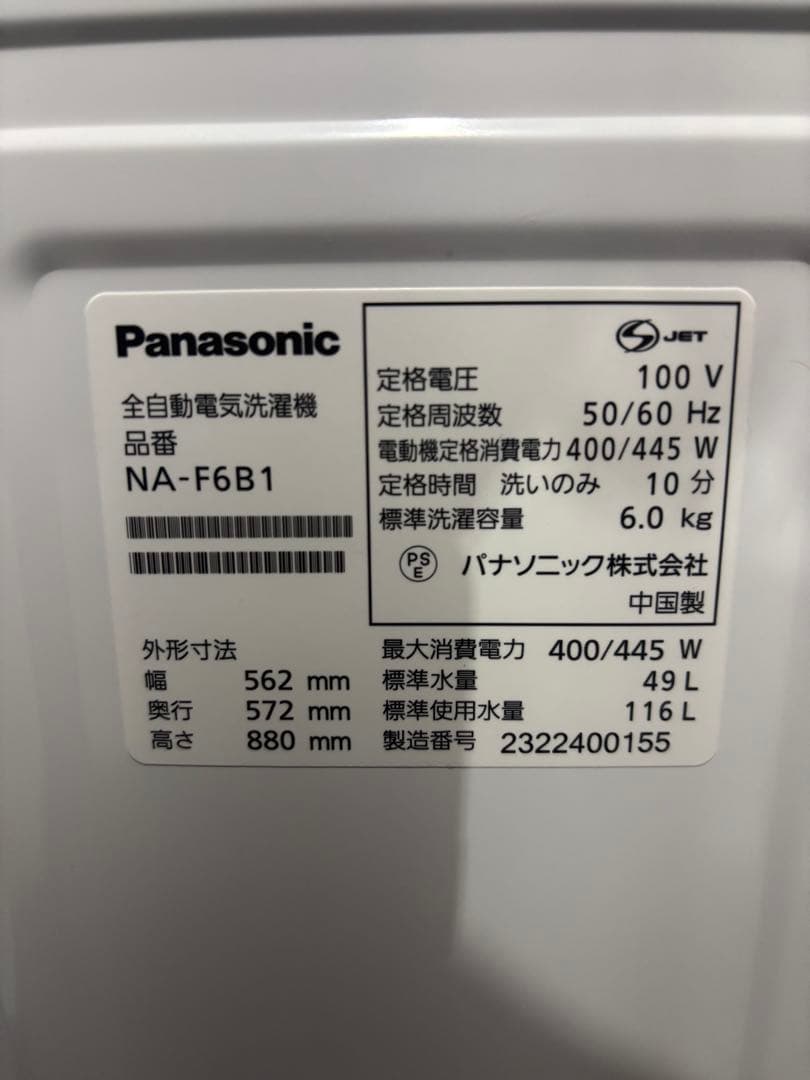 Panasonic
全自動電気洗濯機
品番
NA-F6B1
JET
定格電圧 100 V
定格周波数 50/60 Hz
電動機定格消費電力 400/445 W
定格時間 洗いのみ 10 分
標準洗濯容量 6.0 kg
PSE パナソニック株式会社
中国製
外形寸法
幅 562 mm
奥行 572 mm
高さ 880 mm
最大消費電力 400/445 W
標準水量 49 L
標準使用水量 116 L
製造番号 2322400155